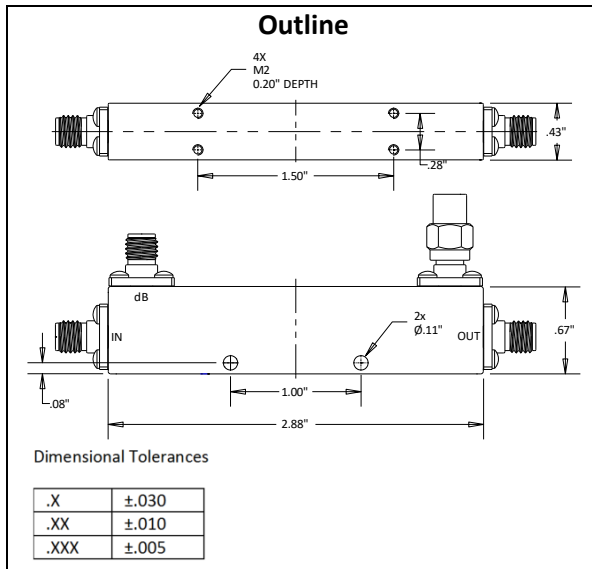 Outline
4X
M2
0.20" DEPTH
.43"
.28"
1.50"
dB
IN
2x
Ø.11"
OUT
.67"
.08"
1.00"
2.88"
Dimensional Tolerances
.X ±.030
.XX ±.010
.XXX ±.005